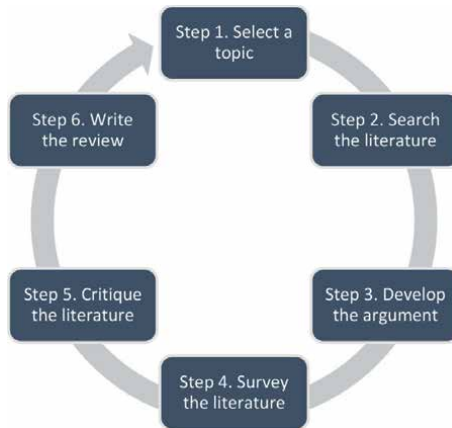 Step 1. Select a
topic
Step 2. Search
the literature
Step 3. Develop
the argument
Step 4. Survey
the literature
Step 5. Critique
the literature
Step 6. Write
the review